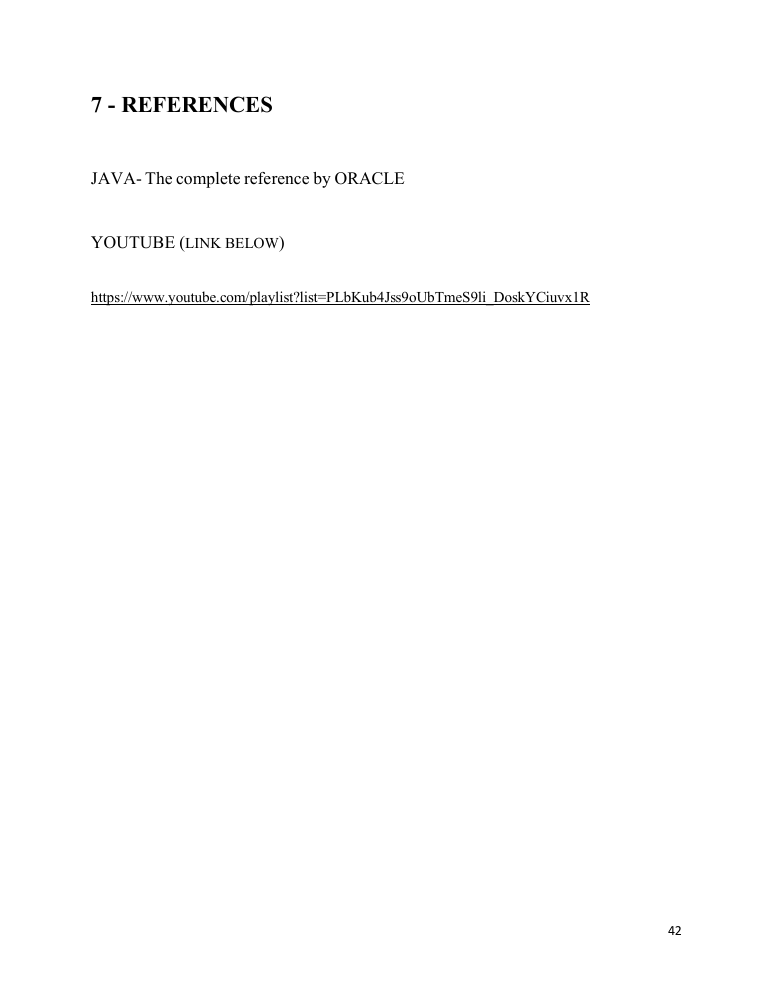 7 - REFERENCES
JAVA- The complete reference by ORACLE
YOUTUBE (LINK BELOW)
https://www.youtube.com/playlist?list=PLbKub4Jss9oUbTmeS9li_DoskYCiuvx1R
42